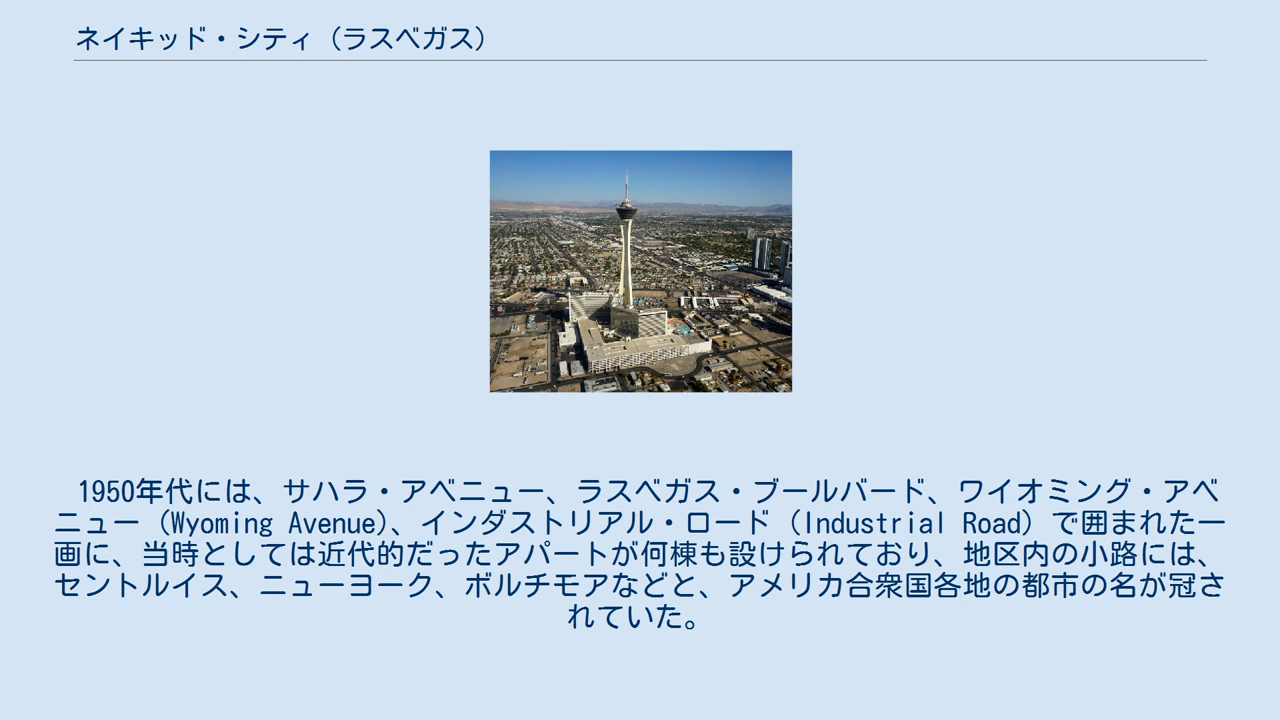 ネイキッド・シティ（ラスベガス）
1950年代には、サハラ・アベニュー、ラスベガス・ブールバード、ワイオミング・アベ
ニュー（Wyoming Avenue)、インダストリアル・ロード（Industrial Road）で囲まれた一
画に、当時としては近代的だったアパートが何棟も設けられており、地区内の小路には、
セントルイス、ニューヨーク、ボルチモアなどと、アメリカ合衆国各地の都市の名が冠さ
れていた。